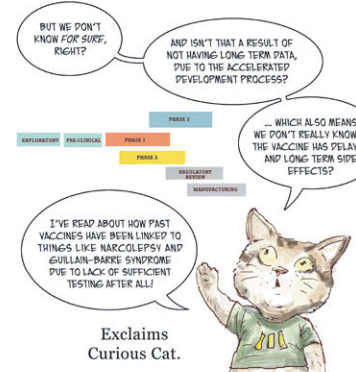 BUT WE DON'T
KNOW FOR SURE,
RIGHT?
AND ISN'T THAT A RESULT OF
NOT HAVING LONG TERM DATA,
DUE TO THE ACCELERATED
DEVELOPMENT PROCESS?
PHASE 3
EXPLORATORY PRE-CLINICAL PHASE 1
PHASE 2
REGULATORY
REVIEW
MANUFACTURING
... WHICH ALSO MEANS
WE DON'T REALLY KNOW
THE VACCINE HAS
AND LONG TERM SIDE
EFFECTS?
I'VE READ ABOUT HOW PAST
VACCINES HAVE BEEN LINKED TO
THINGS LIKE NARCOLEPSY AND
GUILLAIN-BARRE SYNDROME
DUE TO LACK OF SUFFICIENT
TESTING AFTER ALL!
Exclaims
Curious Cat.